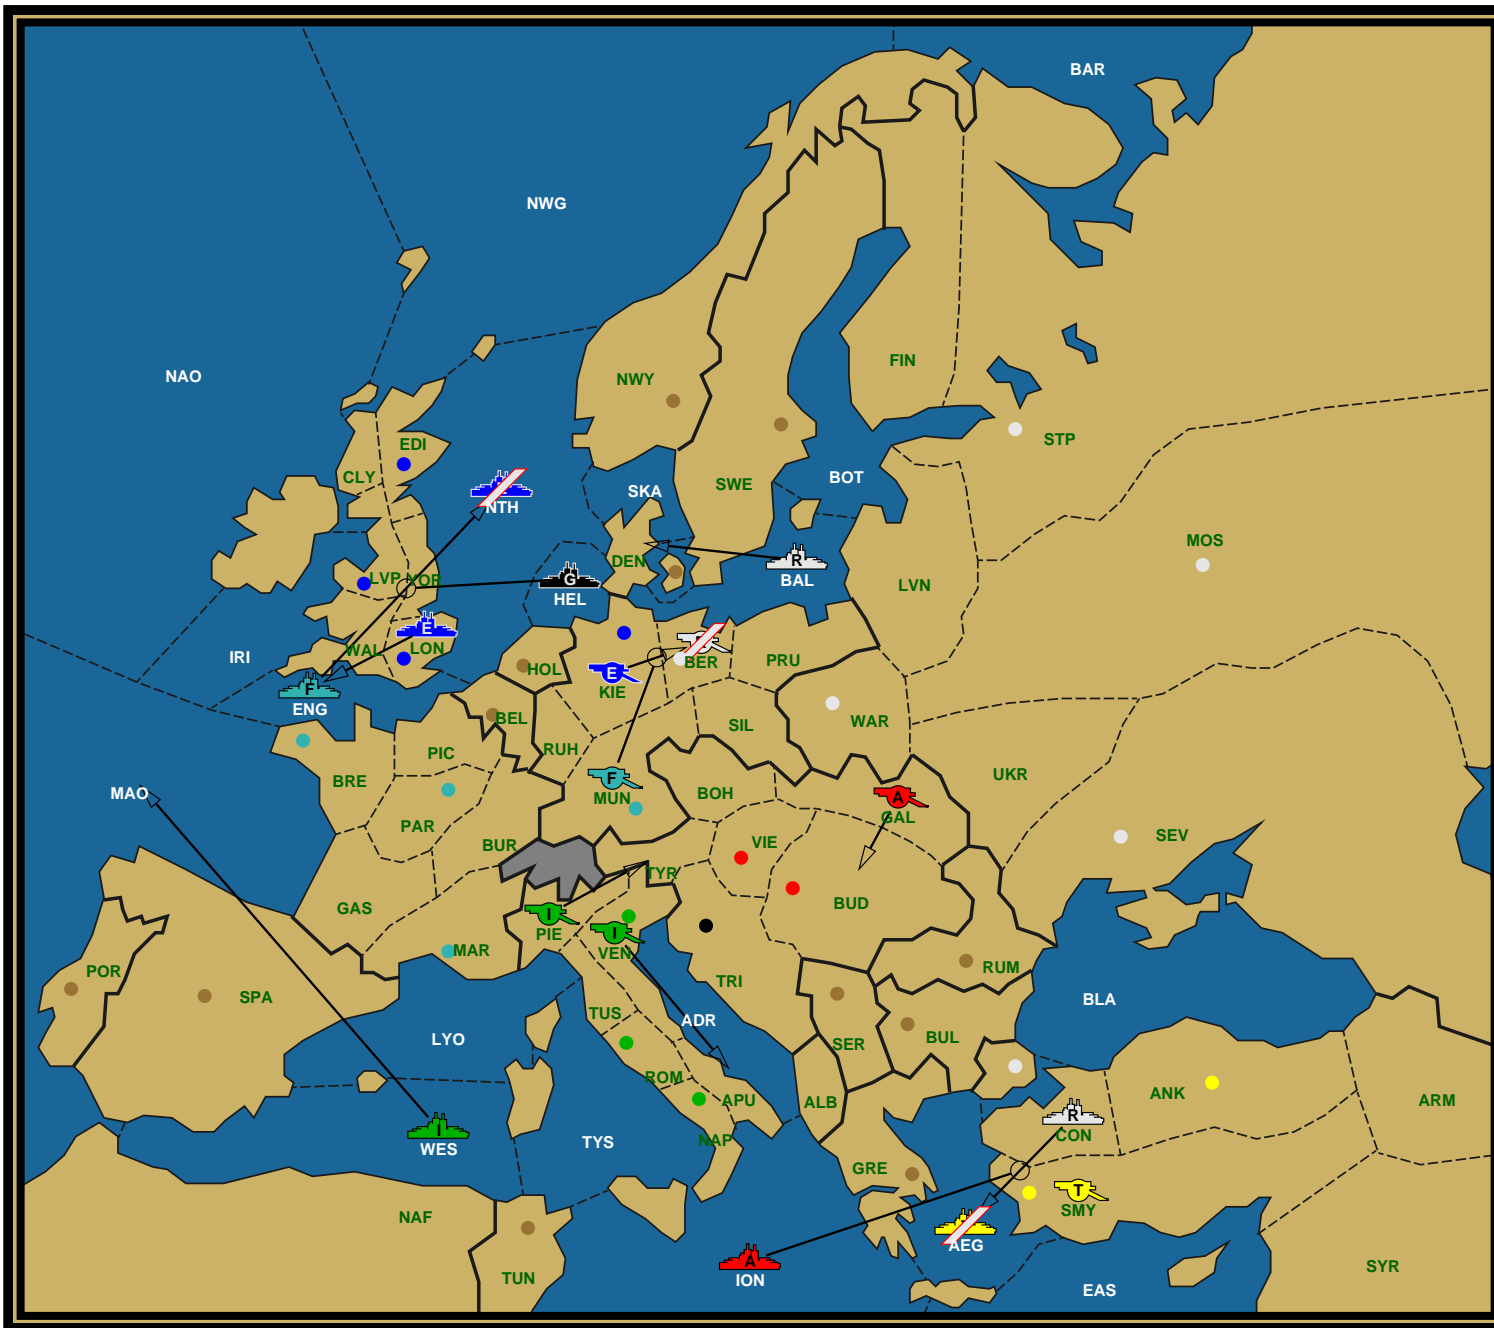 BAR
NWG
NAO
FIN
NWY
STP
EDI
CLY
BOT
SWE
SKA
NTH
MOS
DEN
R
BAL
LVP
YOR
G
HEL
LVN
E
LON
WAL
IRI
BER
PRU
HOL
E
KIE
F
ENG
BEL
WAR
SIL
RUH
PIC
BRE
UKR
F
MUN
BOH
MAO
A
GAL
PAR
SEV
VIE
BUR
TYR
BUD
GAS
I
PIE
I
VEN
MAR
RUM
POR
SPA
TRI
BLA
TUS
ADR
LYO
SER
BUL
ROM
ANK
APU
ALB
ARM
R
CON
I
WES
TYS
NAP
GRE
T
SMY
NAF
AEG
A
ION
SYR
TUN
EAS